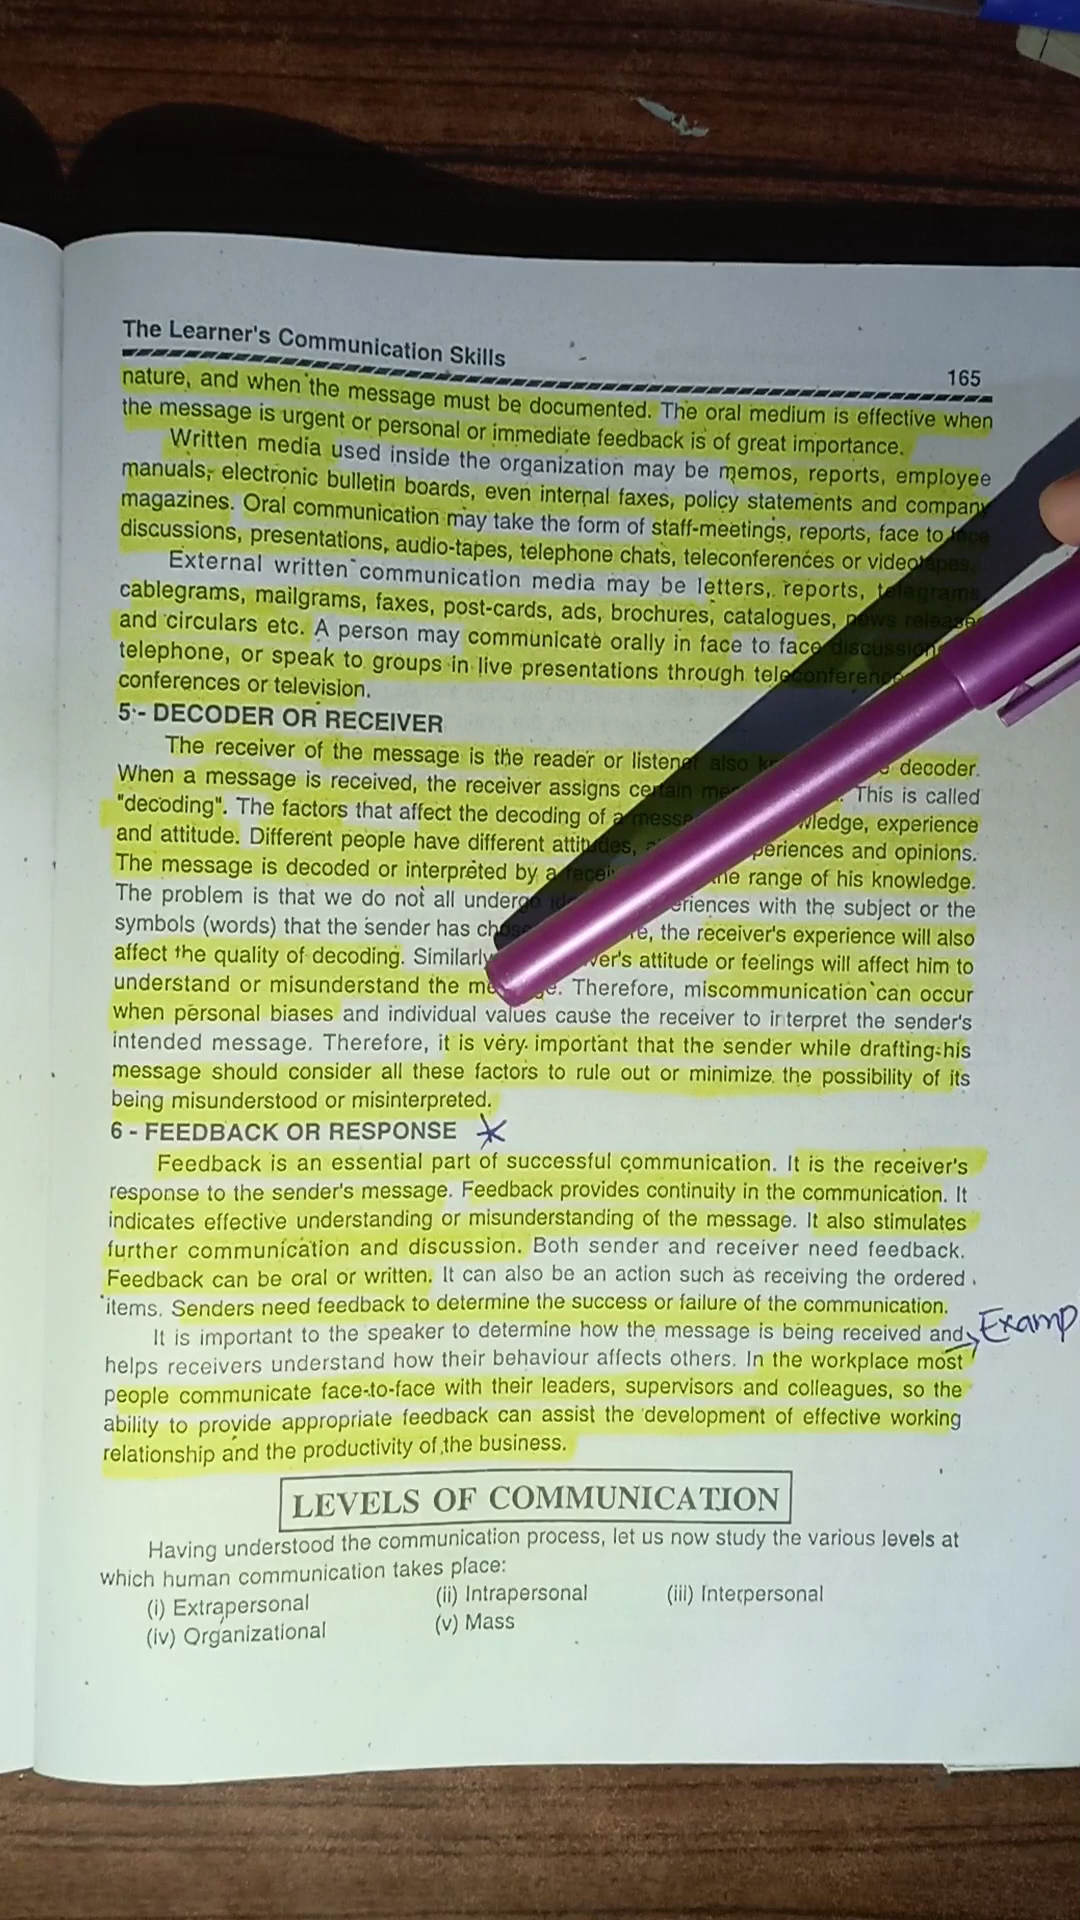 The Learner's Communication Skills
165
nature, and when the message must be documented. The oral medium is effective when
the message is urgent or personal or immediate feedback is of great importance.
Written media used inside the organization may be memos, reports, employee
manuals, electronic bulletin boards, even internal faxes, policy statements and company
magazines. Oral communication may take the form of staff-meetings, reports, face to face
discussions, presentations, audio-tapes, telephone chats, teleconferences or videotapes.
External written communication media may be letters, reports, telegrams,
cablegrams, mailgrams, faxes, post-cards, ads, brochures, catalogues, news release
and circulars etc. A person may communicate orally in face to face discussion
telephone, or speak to groups in live presentations through teleconference
conferences or television.
5 - DECODER OR RECEIVER
The receiver of the message is the reader or listener also decoder.
When a message is received, the receiver assigns certain This is called
"decoding". The factors that affect the decoding of a experience
and attitude. Different people have different attitudes, and opinions.
The message is decoded or interpreted by a range of his knowledge.
The problem is that we do not all undergo with the subject or the
symbols (words) that the sender has the receiver's experience will also
affect the quality of decoding. Similarly attitude or feelings will affect him to
understand or misunderstand the Therefore, miscommunication can occur
when personal biases and individual values cause the receiver to interpret the sender's
intended message. Therefore, it is very important that the sender while drafting his
message should consider all these factors to rule out or minimize the possibility of its
being misunderstood or misinterpreted.
6 - FEEDBACK OR RESPONSE
Feedback is an essential part of successful communication. It is the receiver's
response to the sender's message. Feedback provides continuity in the communication. It
indicates effective understanding or misunderstanding of the message. It also stimulates
further communication and discussion. Both sender and receiver need feedback.
Feedback can be oral or written. It can also be an action such as receiving the ordered
items. Senders need feedback to determine the success or failure of the communication.
It is important to the speaker to determine how the message is being received and
Examp
helps receivers understand how their behaviour affects others. In the workplace most
people communicate face-to-face with their leaders, supervisors and colleagues, so the
ability to provide appropriate feedback can assist the development of effective working
relationship and the productivity of the business.
LEVELS OF COMMUNICATION
Having understood the communication process, let us now study the various levels at
which human communication takes place:
(i) Extrapersonal (ii) Intrapersonal (iii) Interpersonal
(iv) Organizational (v) Mass